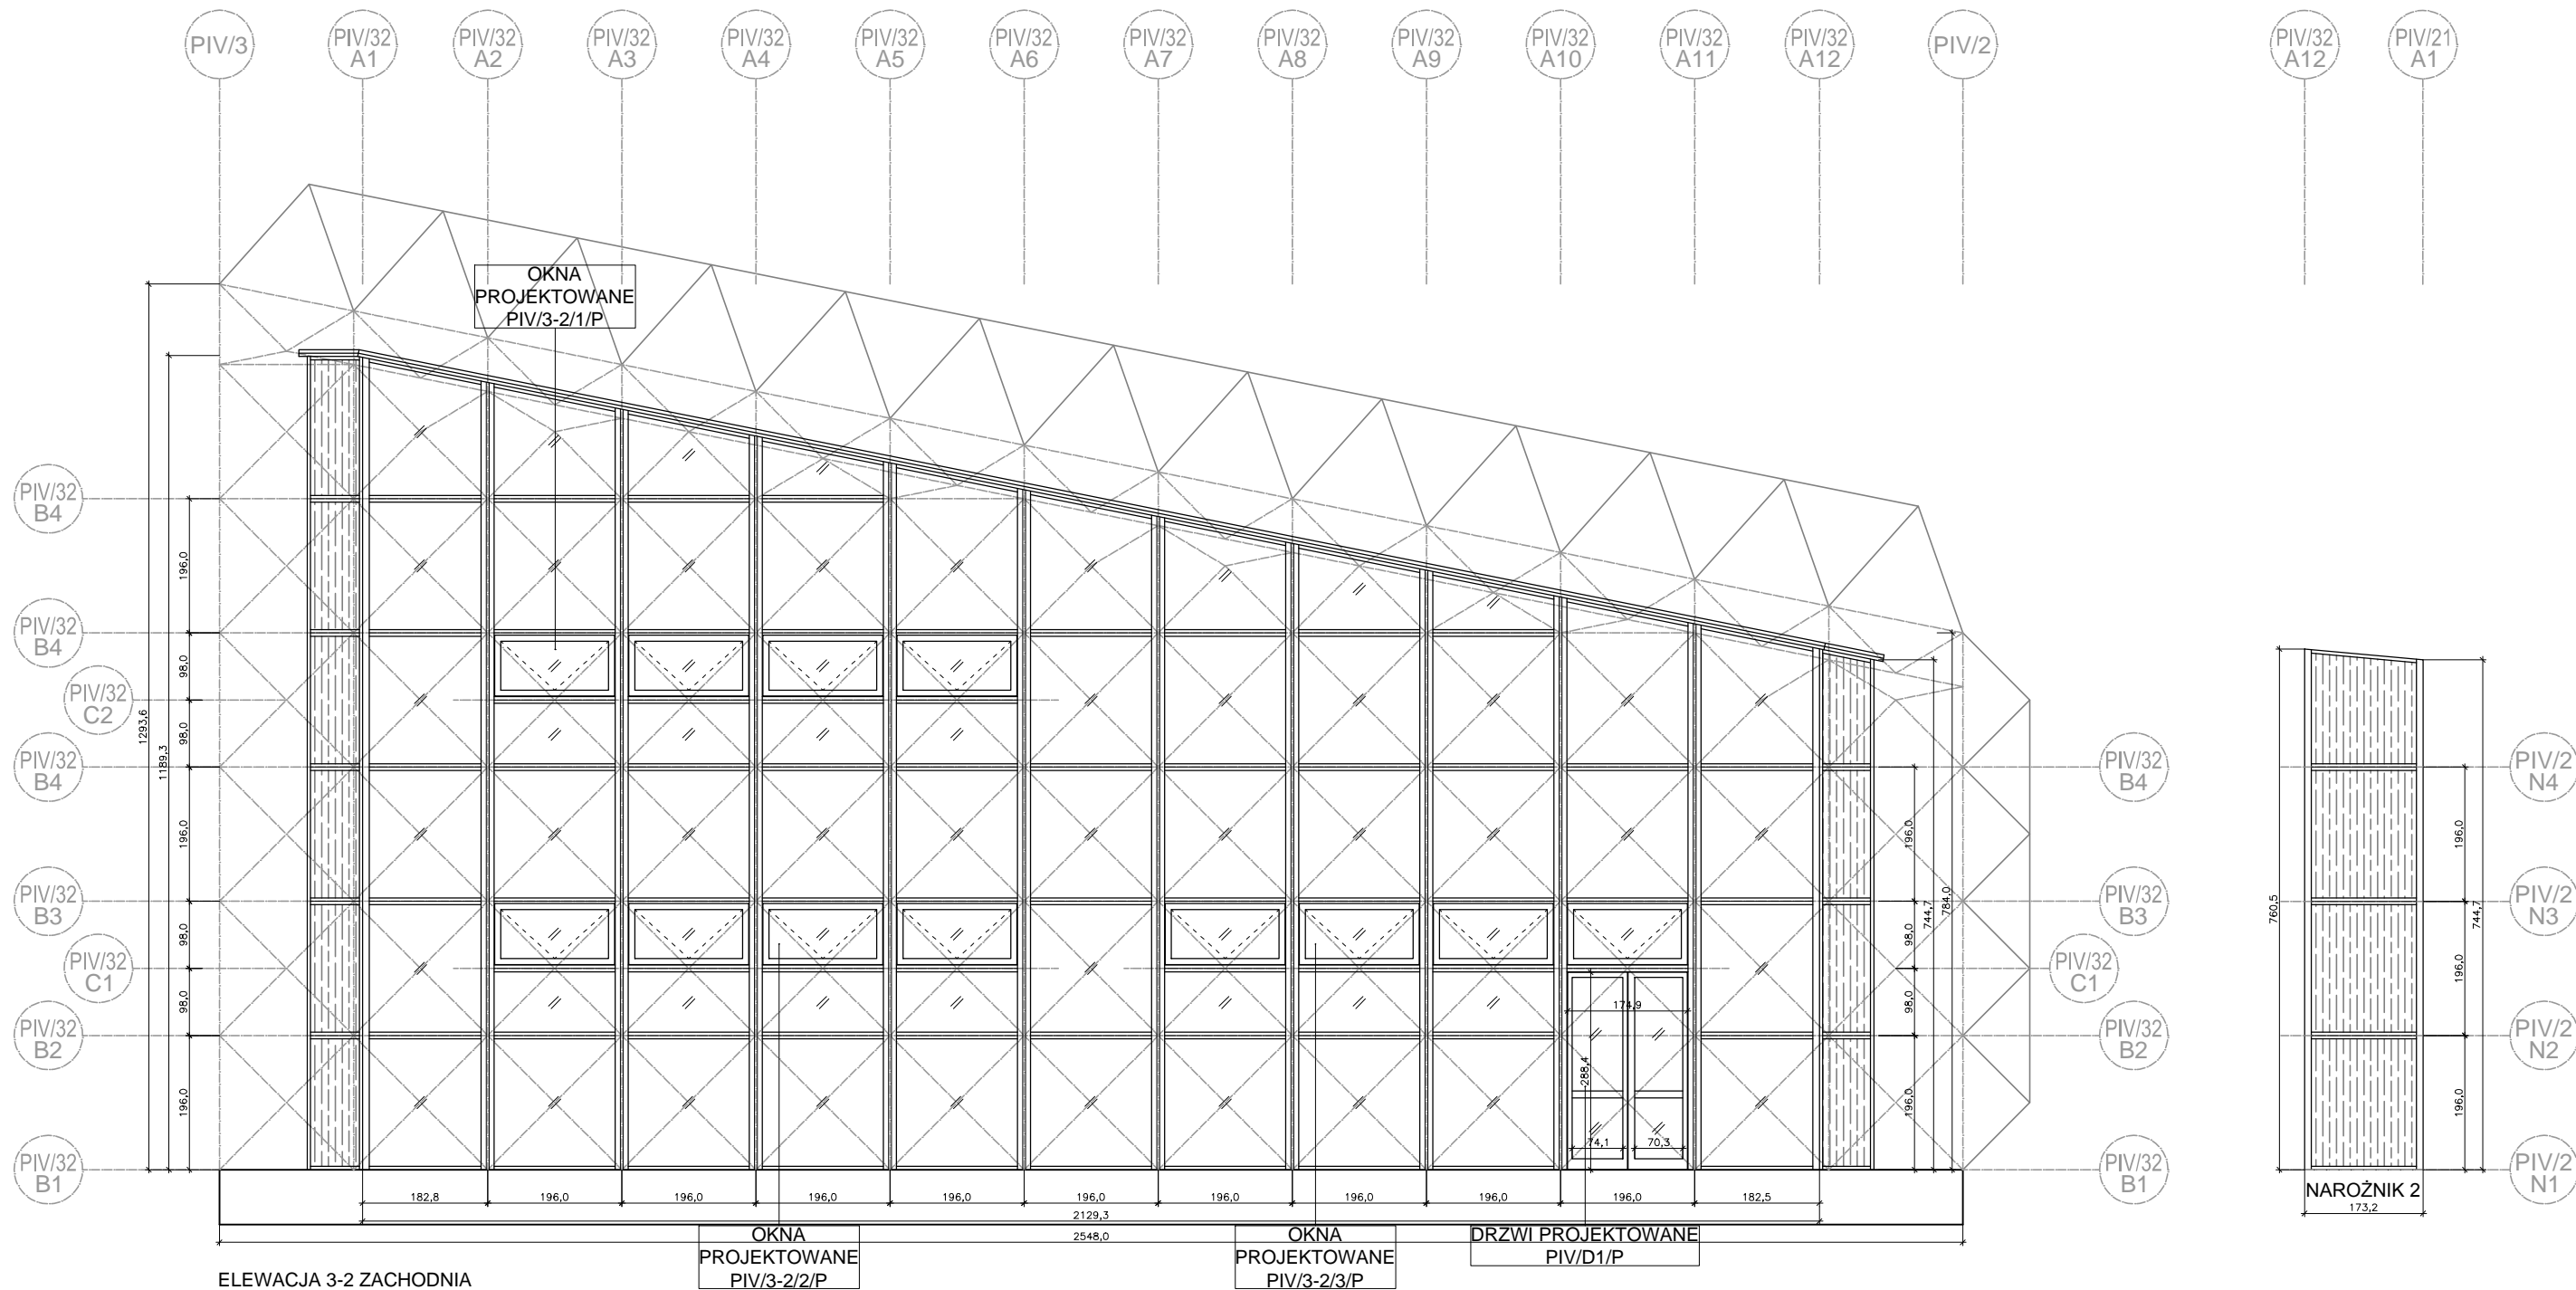 PIV/3
PIV/32
A1
PIV/32
A2
PIV/32
A3
PIV/32
A4
PIV/32
A5
PIV/32
A6
PIV/32
A7
PIV/32
A8
PIV/32
A9
PIV/32
A10
PIV/32
A11
PIV/32
A12
PIV/2
PIV/32
A12
PIV/21
A1
OKNA
PROJEKTOWANE
PIV/3-2/1/P
PIV/32
B4
PIV/32
B4
PIV/32
C2
PIV/32
B4
PIV/32
B3
PIV/32
C1
PIV/32
B2
PIV/32
B1
1293,6
1189,3
196,0
98,0
98,0
196,0
98,0
98,0
196,0
174,9
288,4
74,1
70,3
196,0
98,0
98,0
196,0
744,7
784,0
PIV/32
B4
PIV/32
B3
PIV/32
C1
PIV/32
B2
PIV/32
B1
760,5
196,0
196,0
196,0
744,7
PIV/2
N4
PIV/2
N3
PIV/2
N2
PIV/2
N1
NAROŻNIK 2
173,2
182,8
196,0
196,0
196,0
196,0
196,0
196,0
196,0
196,0
196,0
182,5
2129,3
2548,0
OKNA
PROJEKTOWANE
PIV/3-2/2/P
OKNA
PROJEKTOWANE
PIV/3-2/3/P
DRZWI PROJEKTOWANE
PIV/D1/P
ELEWACJA 3-2 ZACHODNIA